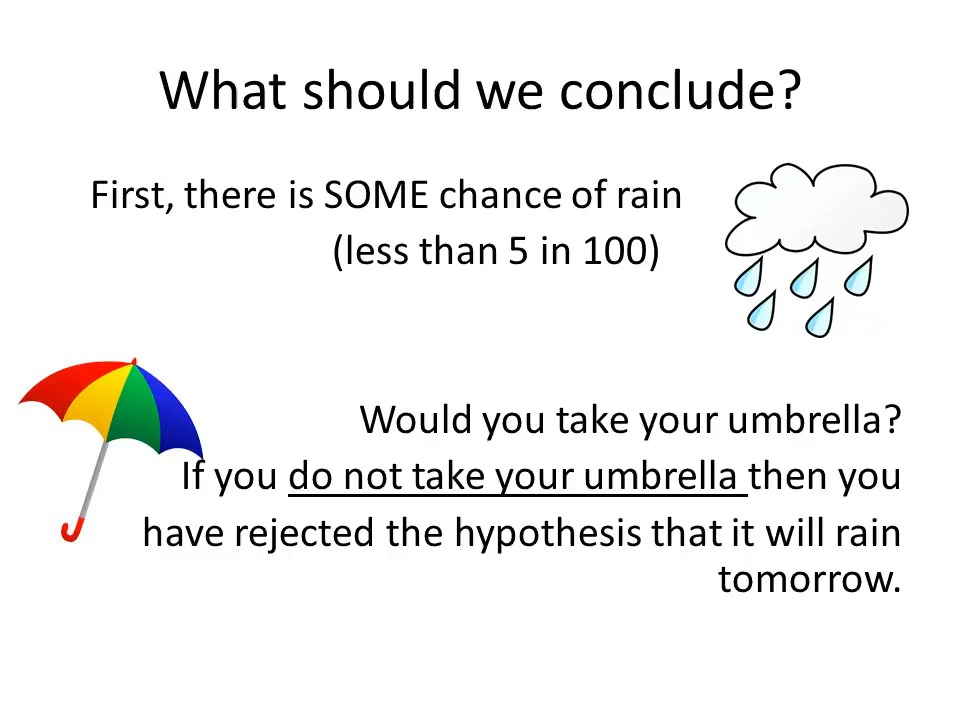 What should we conclude?
First, there is SOME chance of rain
(less than 5 in 100)
Would you take your umbrella?
If you do not take your umbrella then you
have rejected the hypothesis that it will rain
tomorrow.